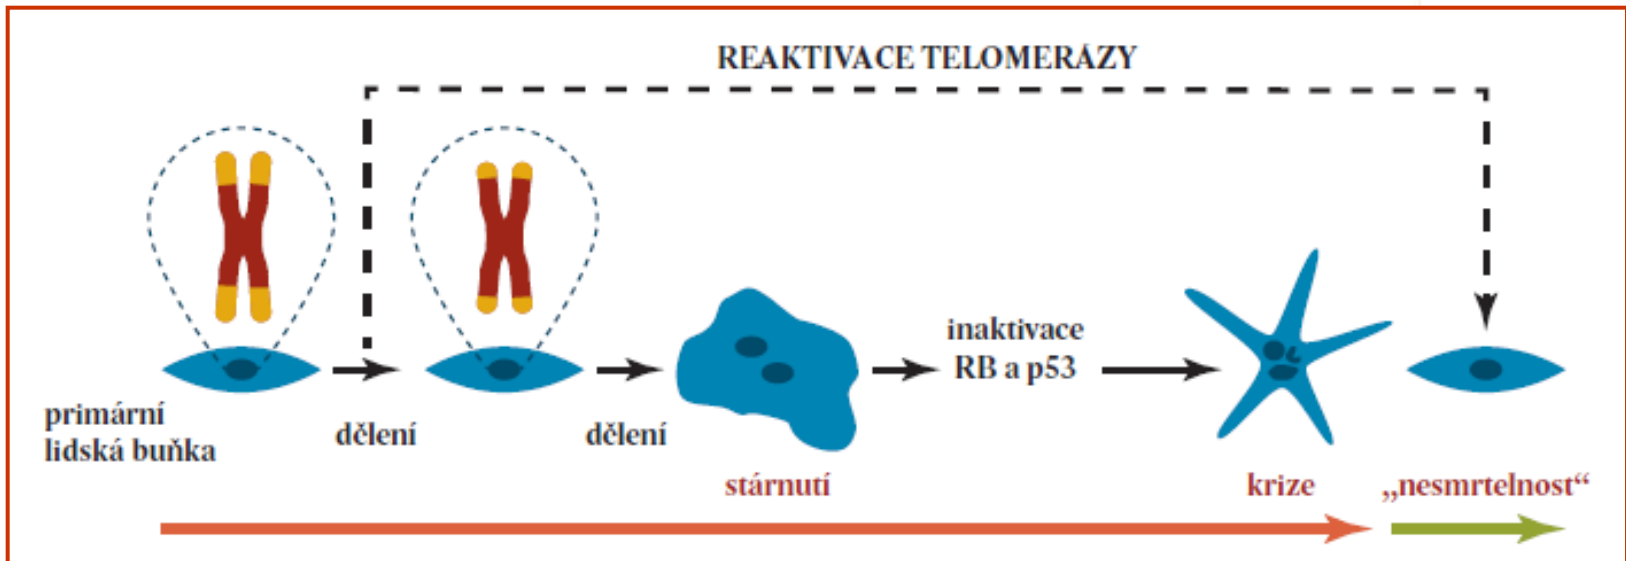 REAKTIVACE TELOMERÁZY
primární
lidská buňka
dělení
dělení
stárnutí
inaktivace
RB a p53
krize
„nesmrtelnost“